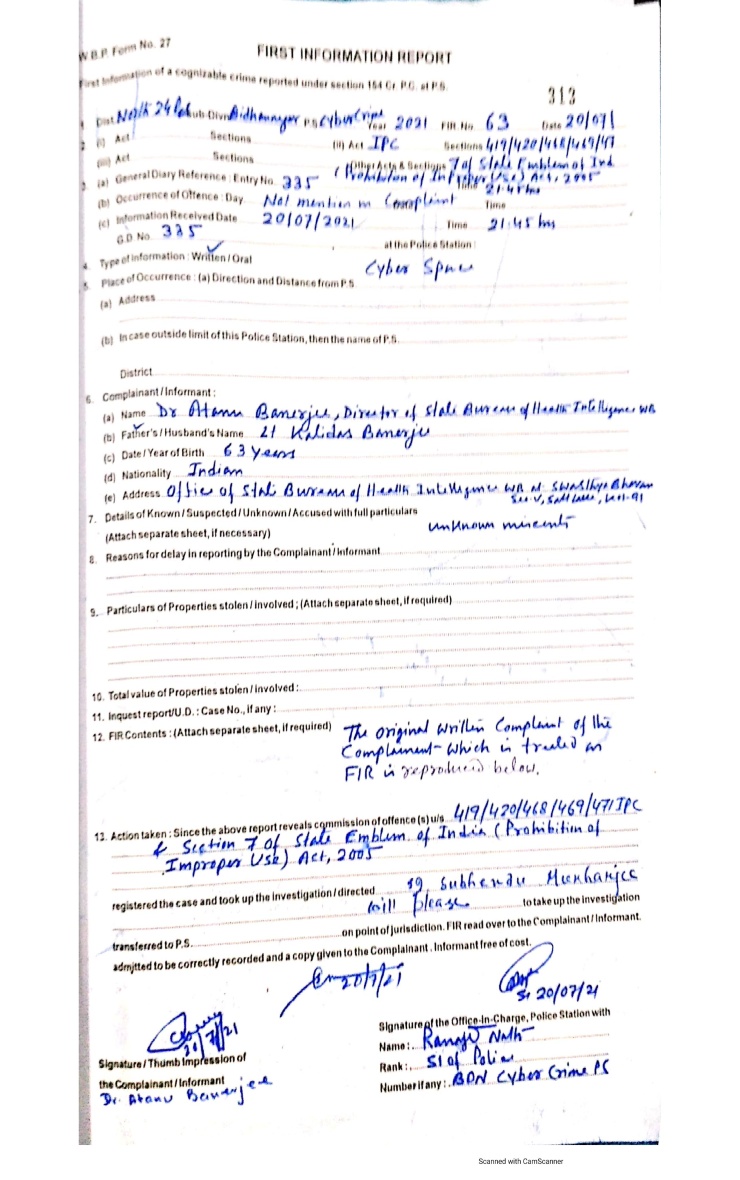 W.B.P. Form No. 27
FIRST INFORMATION REPORT
First Information of a cognizable crime reported under section 154 Cr. P.C. at P.S.
313
1. Dist. North 24 Sub-Divn. Bidhannagar P.S. Cyber Crime Year 2021 FIR No. 63 Date 20/07/
2. (i) Act Sections (ii) Act IPC Sections 419/420/468/469/471
(iii) Act Sections (Other Acts & Sections 7 of State Emblem of Ind
(Prohibition of Improper Use) Act, 2005
3. (a) General Diary Reference : Entry No. 335 Time 21:45 hrs
(b) Occurrence of Offence : Day Not mention in Complaint Time
(c) Information Received Date 20/07/2021 Time 21:45 hrs
G.D No. 335 at the Police Station :
4. Type of information : Written / Oral
5. Place of Occurrence : (a) Direction and Distance from P.S. Cyber Space
(a) Address
(b) In case outside limit of this Police Station, then the name of P.S.
District
6. Complainant / Informant :
(a) Name Dr Atanu Banerjee, Director of State Bureau of Health Intelligence WB
(b) Father's / Husband's Name Lt Kalidas Banerjee
(c) Date / Year of Birth 63 years
(d) Nationality Indian
(e) Address Office of State Bureau of Health Intelligence WB at Swasthya Bhavan
Sec-V, Salt Lake, Kol-91
7. Details of Known / Suspected / Unknown / Accused with full particulars
(Attach separate sheet, if necessary) unknown miscreants
8. Reasons for delay in reporting by the Complainant / Informant
9. Particulars of Properties stolen / involved ; (Attach separate sheet, if required)
10. Total value of Properties stolen / involved :
11. Inquest report/U.D. : Case No., if any :
12. FIR Contents : (Attach separate sheet, if required) The original written Complaint of the
Complainant which is treated as
FIR is reproduced below.
13. Action taken : Since the above report reveals commission of offence (s) u/s 419/420/468/469/471 IPC
& Section 7 of State Emblem of India (Prohibition of
Improper Use) Act, 2005
registered the case and took up the investigation / directed Subhendu Mukharjee
will please to take up the investigation
transferred to P.S. on point of jurisdiction. FIR read over to the Complainant / Informant.
admitted to be correctly recorded and a copy given to the Complainant. Informant free of cost.
20/7/21
SI 20/07/21
20/7/21
Signature of the Office-In-Charge, Police Station with
Name : Ranajit Nath
Signature / Thumb Impression of
Rank : SI of Police
the Complainant / Informant
Number if any : BDN Cyber Crime PS
Dr. Atanu Banerjee
Scanned with CamScanner